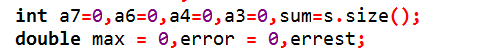 int a7=0,a6=0,a4=0,a3=0,sum=s.size();
double max = 0,error = 0,errest;